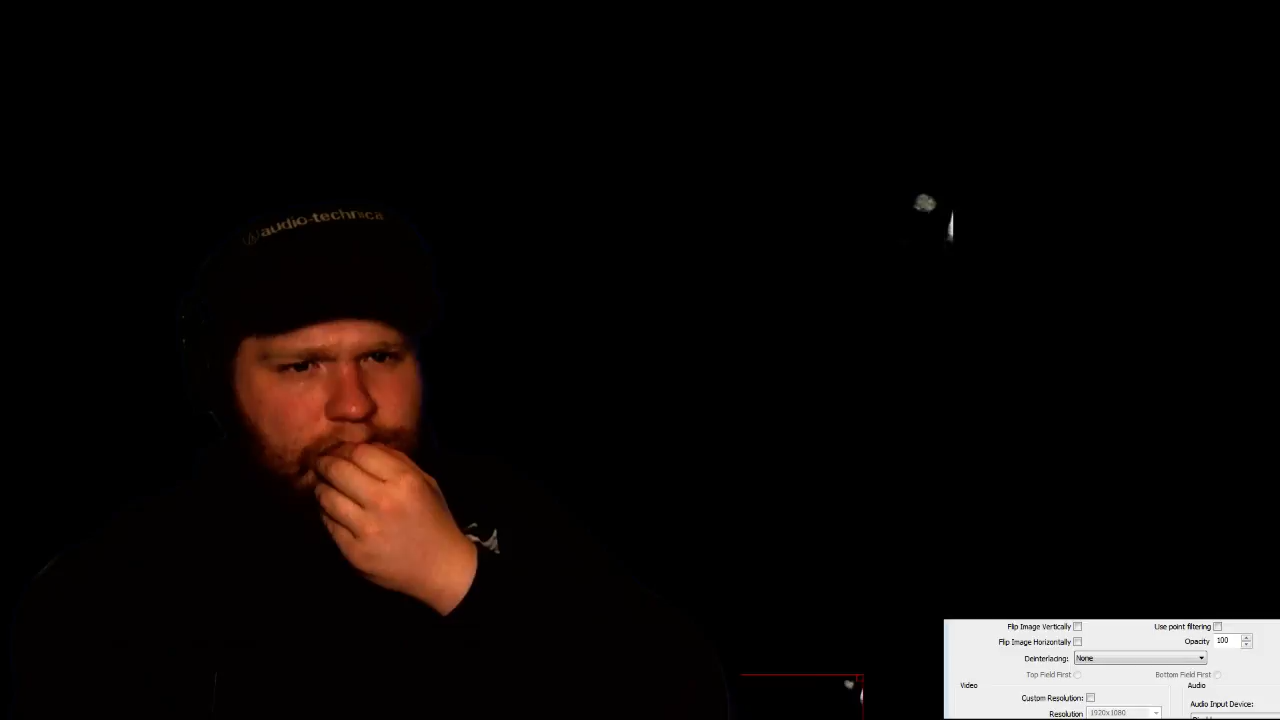 audio-technica
Flip Image Vertically
Use point filtering
Flip Image Horizontally
Opacity 100
Deinterlacing: None
Top Field First
Bottom Field First
Video
Audio
Custom Resolution:
Audio Input Device:
Resolution 1920x1080